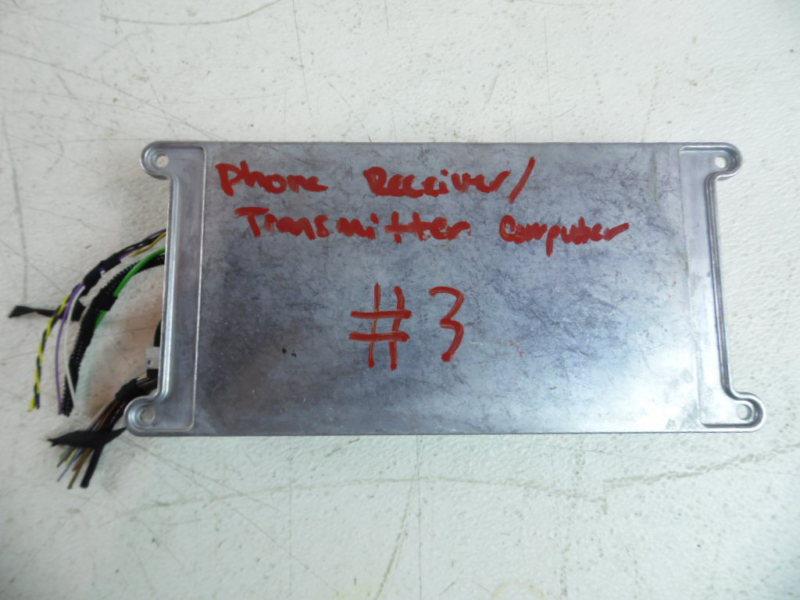 Phone Receiver/
Transmitter Computer
#3